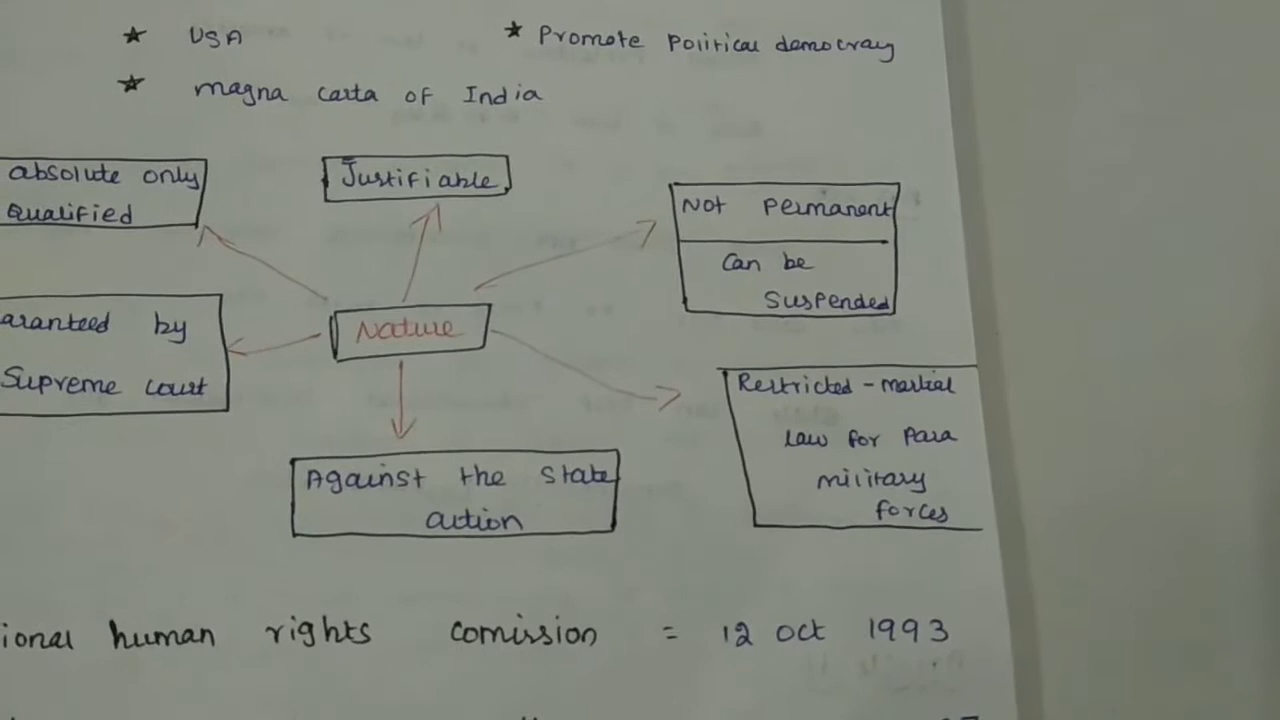 ★ USA ★ Promote Political democracy
★ magna carta of India
absolute only
Qualified
Justifiable
Not Permanent
Can be
Suspended
aranteed by
Supreme court
Nature
Restricted - martial
law for Para
military
forces
Against the state
action
ional human rights comission = 12 oct 1993